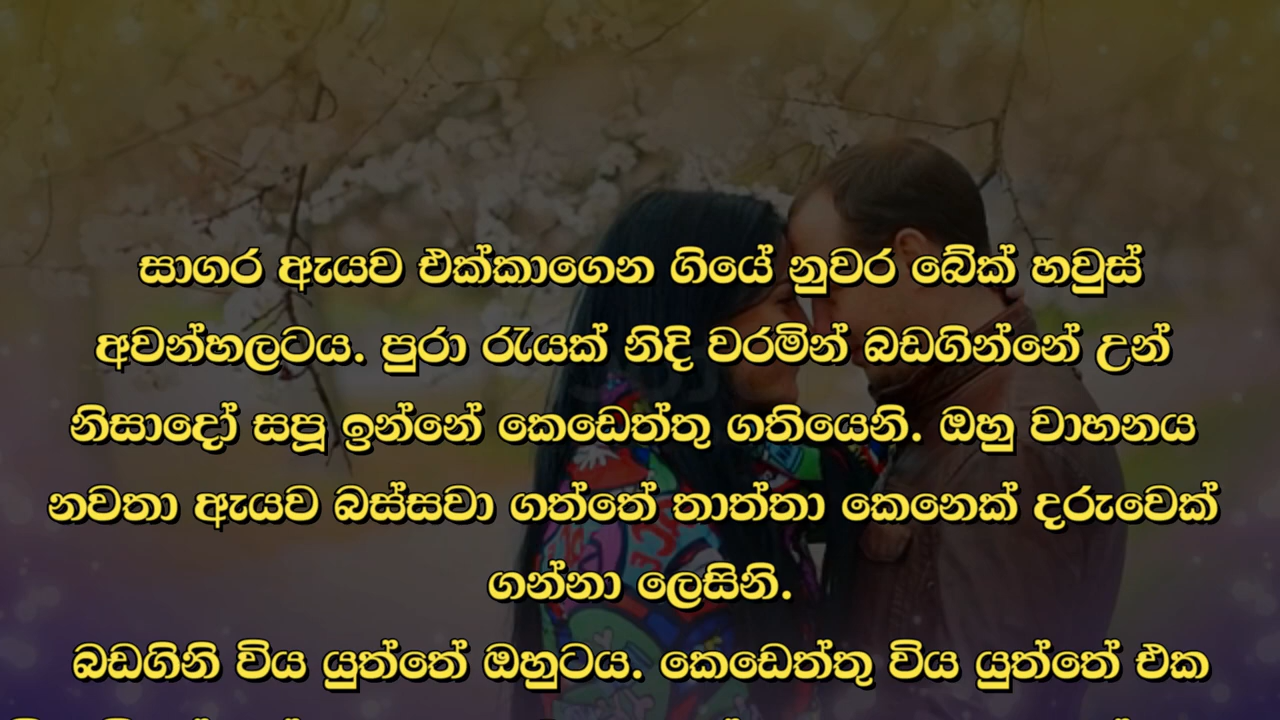 සාගර ඇයව එක්කාගෙන ගියේ නුවර බේක් හවුස්
අවන්හලටය. පුරා රැයක් නිදි වරමින් බඩගින්නේ උන්
නිසාදෝ සපූ ඉන්නේ කෙඩෙත්තු ගතියෙනි. ඔහු වාහනය
නවතා ඇයව බස්සවා ගත්තේ තාත්තා කෙනෙක් දරුවෙක්
ගන්නා ලෙසිනි.
බඩගිනි විය යුත්තේ ඔහුටය. කෙඩෙත්තු විය යුත්තේ එක